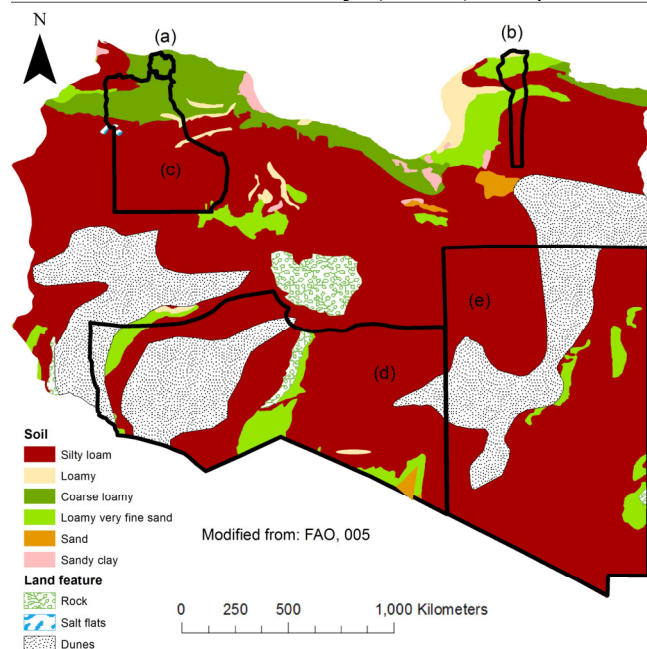 N
(a)
(b)
(c)
(e)
(d)
Soil
Silty loam
Loamy
Coarse loamy
Loamy very fine sand
Sand
Sandy clay
Land feature
Rock
Salt flats
Dunes
Modified from: FAO, 005
0 250 500 1,000 Kilometers